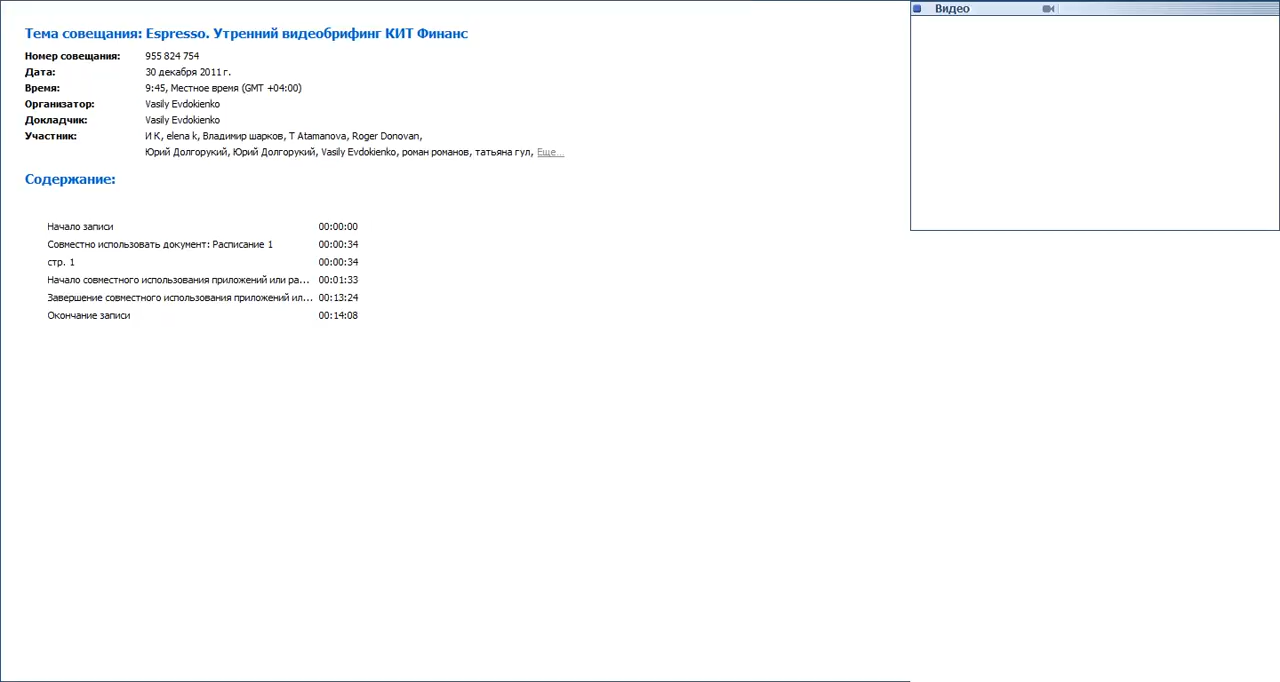 Тема совещания: Espresso. Утренний видеобрифинг КИТ Финанс
Номер совещания: 955 824 754
Дата: 30 декабря 2011 г.
Время: 9:45, Местное время (GMT +04:00)
Организатор: Vasily Evdokienko
Докладчик: Vasily Evdokienko
Участник: И К, elena k, Владимир шарков, T Atamanova, Roger Donovan,
Юрий Долгорукий, Юрий Долгорукий, Vasily Evdokienko, роман романов, татьяна гул, Еще...
Содержание:
Начало записи 00:00:00
Совместно использовать документ: Расписание 1 00:00:34
стр. 1 00:00:34
Начало совместного использования приложений или ра... 00:01:33
Завершение совместного использования приложений ил... 00:13:24
Окончание записи 00:14:08
Видео